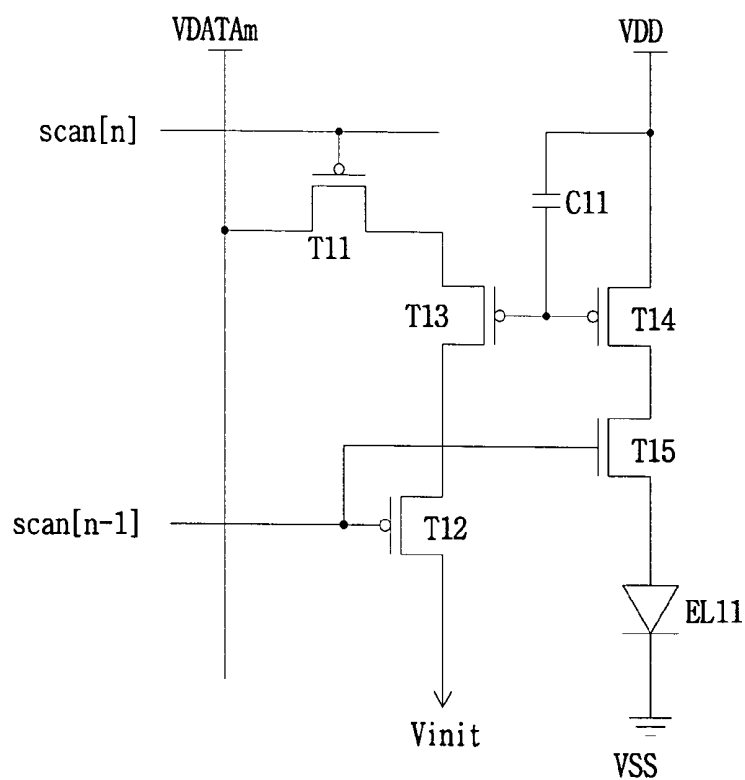 VDATAm
VDD
scan[n]
C11
T11
T13
T14
T15
scan[n-1]
T12
EL11
Vinit
VSS